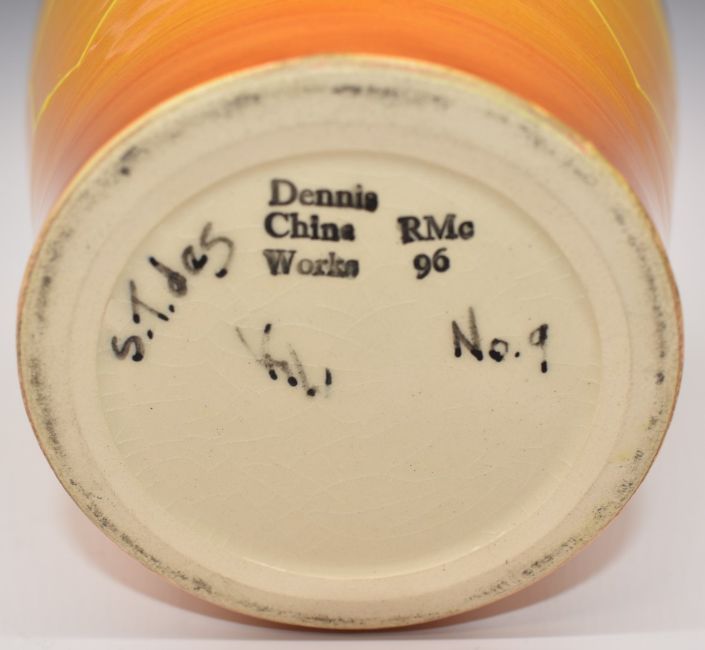 Dennis
China RMc
Works 96
S.T.des
No.9